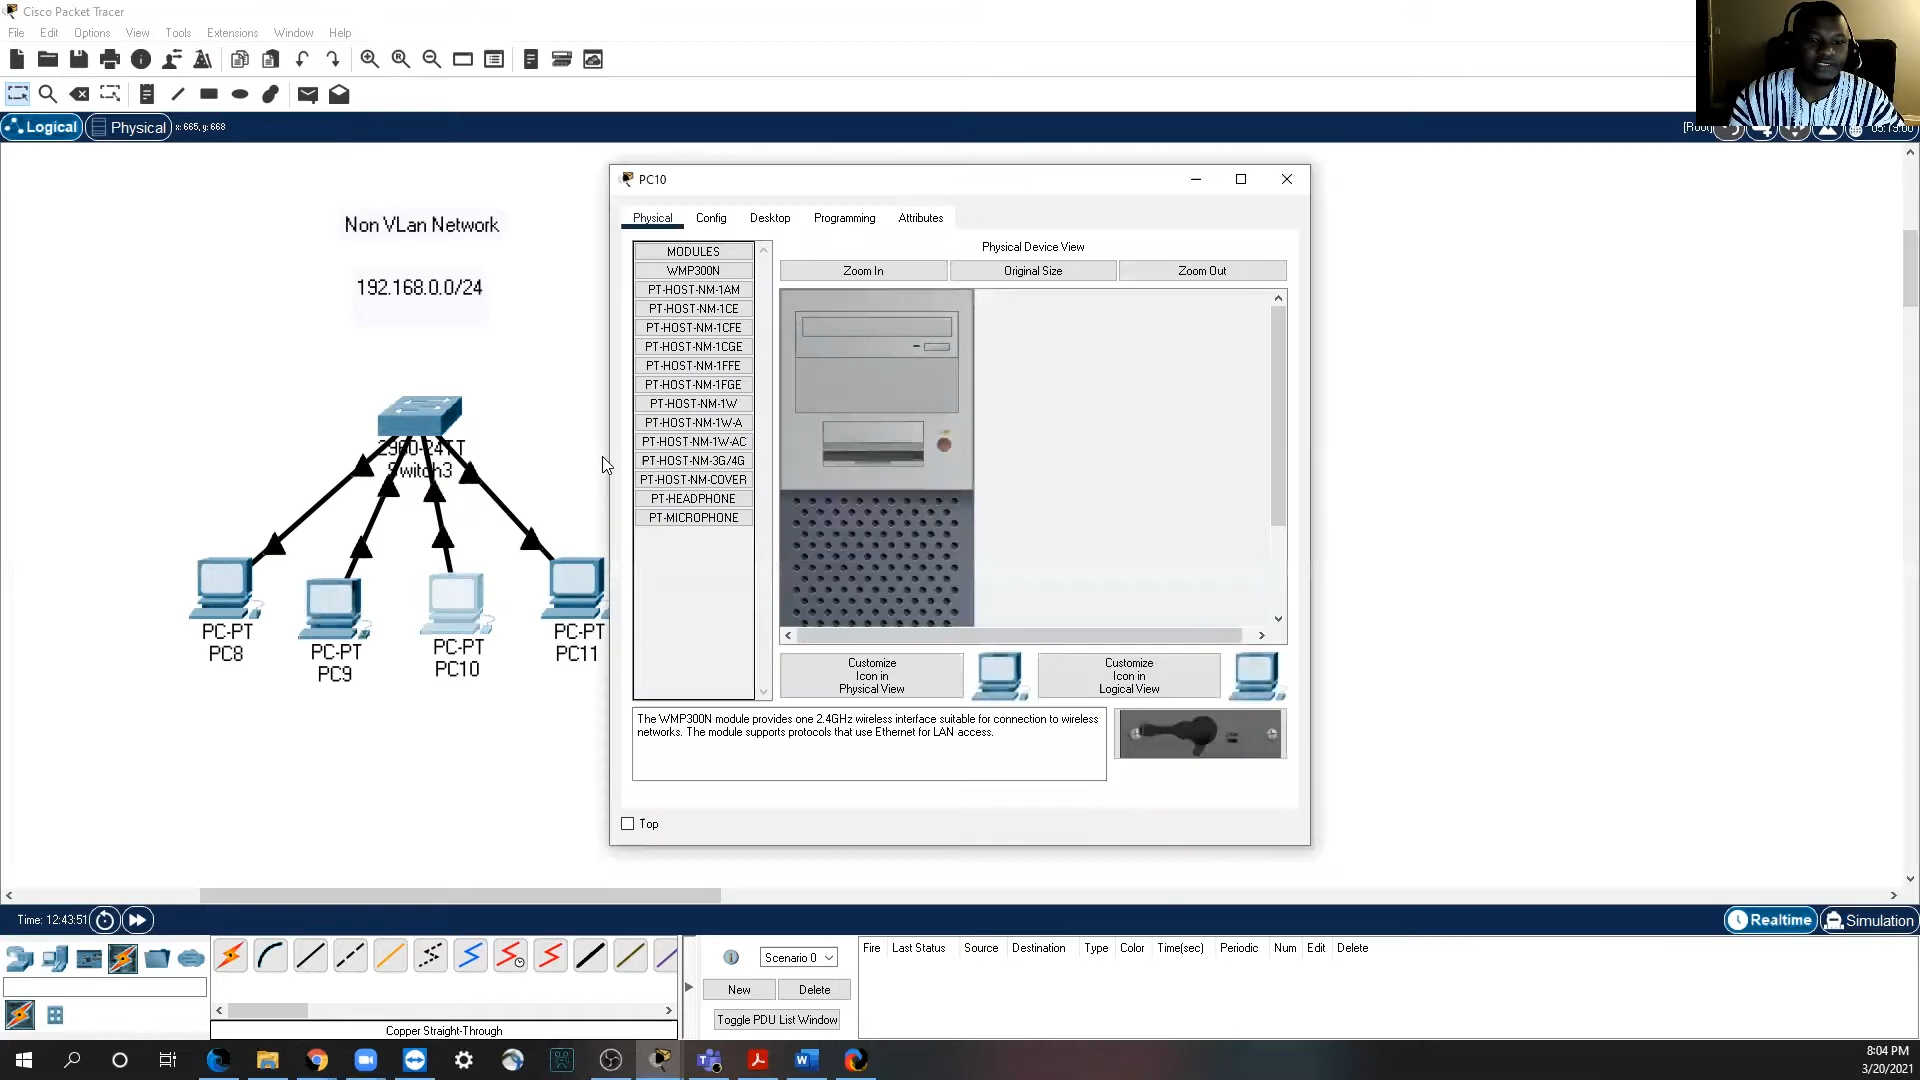 Cisco Packet Tracer
File Edit Options View Tools Extensions Window Help
Logical Physical x: 665, y: 668
[Root]
05:19:00
Non VLan Network
192.168.0.0/24
2960-24TT
Switch3
PC-PT
PC8
PC-PT
PC9
PC-PT
PC10
PC-PT
PC11
PC10
Physical Config Desktop Programming Attributes
MODULES
WMP300N
PT-HOST-NM-1AM
PT-HOST-NM-1CE
PT-HOST-NM-1CFE
PT-HOST-NM-1CGE
PT-HOST-NM-1FFE
PT-HOST-NM-1FGE
PT-HOST-NM-1W
PT-HOST-NM-1W-A
PT-HOST-NM-1W-AC
PT-HOST-NM-3G/4G
PT-HOST-NM-COVER
PT-HEADPHONE
PT-MICROPHONE
Physical Device View
Zoom In Original Size Zoom Out
Customize
Icon in
Physical View
Customize
Icon in
Logical View
The WMP300N module provides one 2.4GHz wireless interface suitable for connection to wireless
networks. The module supports protocols that use Ethernet for LAN access.
Top
Time: 12:43:51
Realtime Simulation
Scenario 0
New Delete
Toggle PDU List Window
Fire Last Status Source Destination Type Color Time(sec) Periodic Num Edit Delete
Copper Straight-Through
8:04 PM
3/20/2021